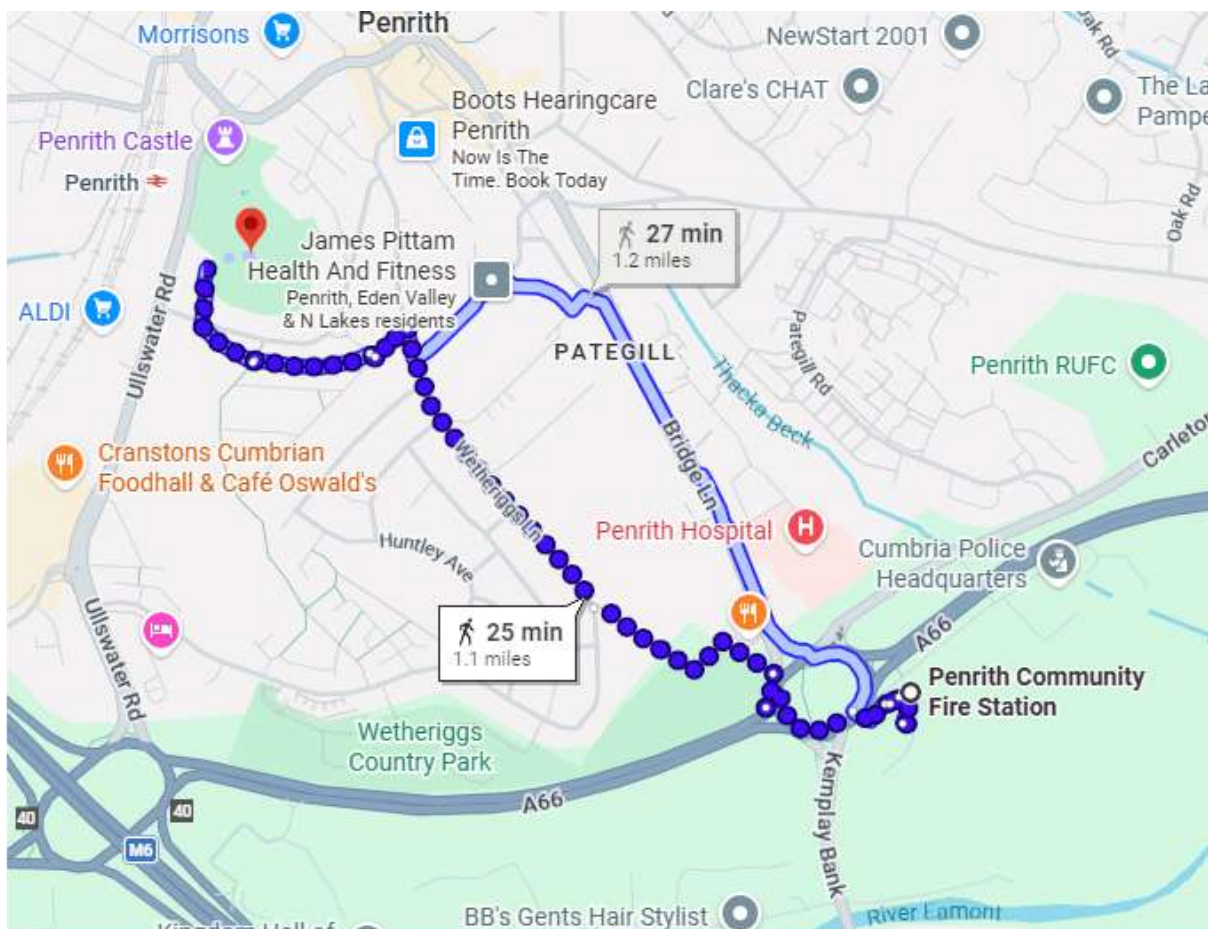 Penrith
Morrisons
NewStart 2001
Oak Rd
Clare's CHAT
The La
Pampe
Boots Hearingcare
Penrith
Now Is The
Time. Book Today
Penrith Castle
Penrith
Oak Rd
27 min
1.2 miles
James Pittam
Health And Fitness
Penrith, Eden Valley
& N Lakes residents
Ullswater Rd
ALDI
PATEGILL
Pategill Rd
Penrith RUFC
Thacka Beck
Carleton
Bridge Ln
Cranstons Cumbrian
Foodhall & Café Oswald's
Wetheriggs Ln
Penrith Hospital
Huntley Ave
Cumbria Police
Headquarters
25 min
1.1 miles
A66
Ullswater Rd
Penrith Community
Fire Station
Wetheriggs
Country Park
A66
Kemplay Bank
40
40
M6
BB's Gents Hair Stylist
River Lamont
Kingdom Hall of